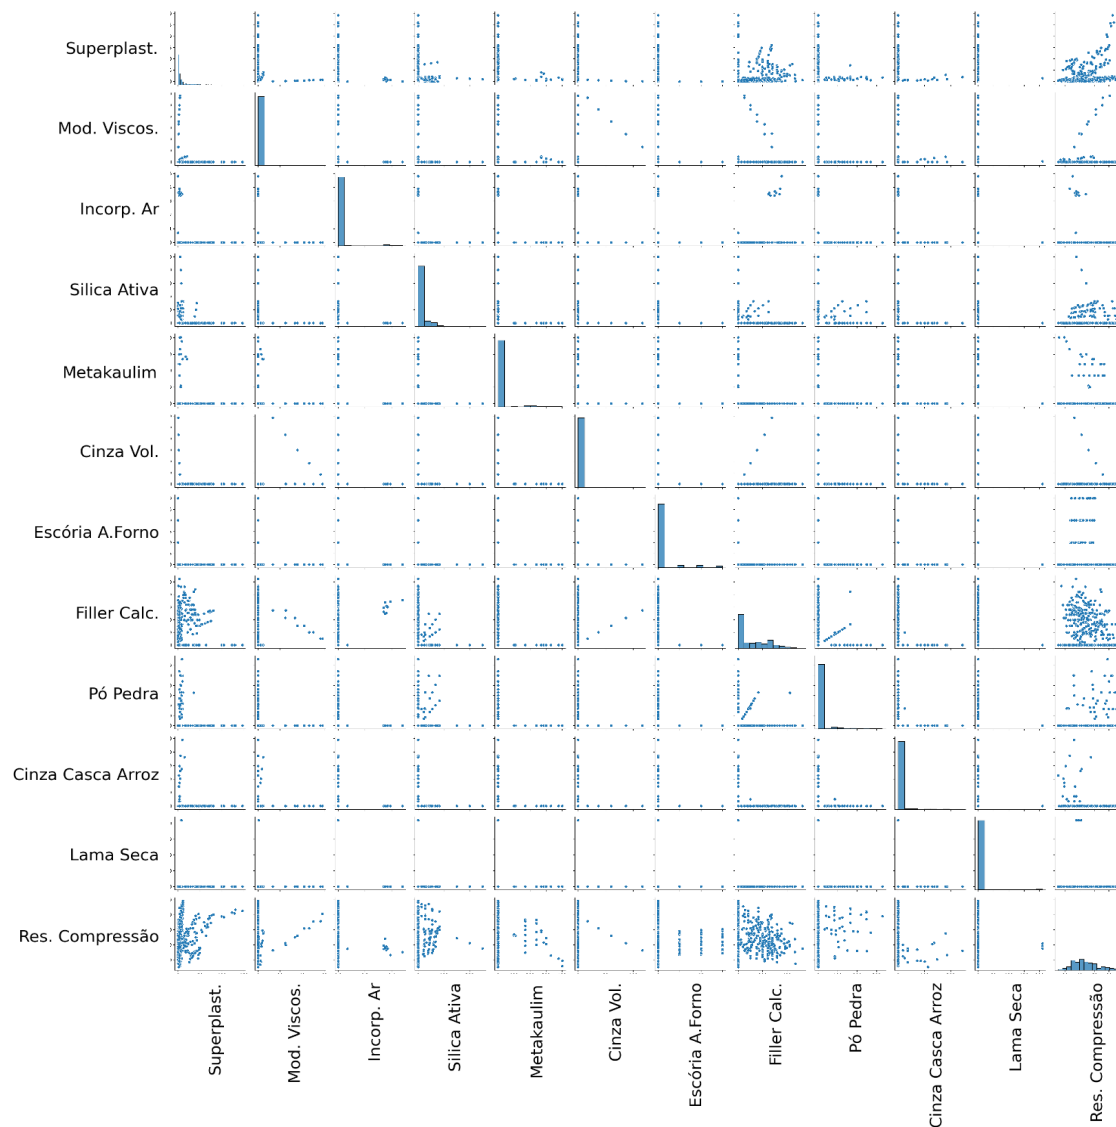 Superplast.
Mod. Viscos.
Incorp. Ar
Silica Ativa
Metakaulim
Cinza Vol.
Escória A.Forno
Filler Calc.
Pó Pedra
Cinza Casca Arroz
Lama Seca
Res. Compressão
Superplast.
Mod. Viscos.
Incorp. Ar
Silica Ativa
Metakaulim
Cinza Vol.
Escória A.Forno
Filler Calc.
Pó Pedra
Cinza Casca Arroz
Lama Seca
Res. Compressão